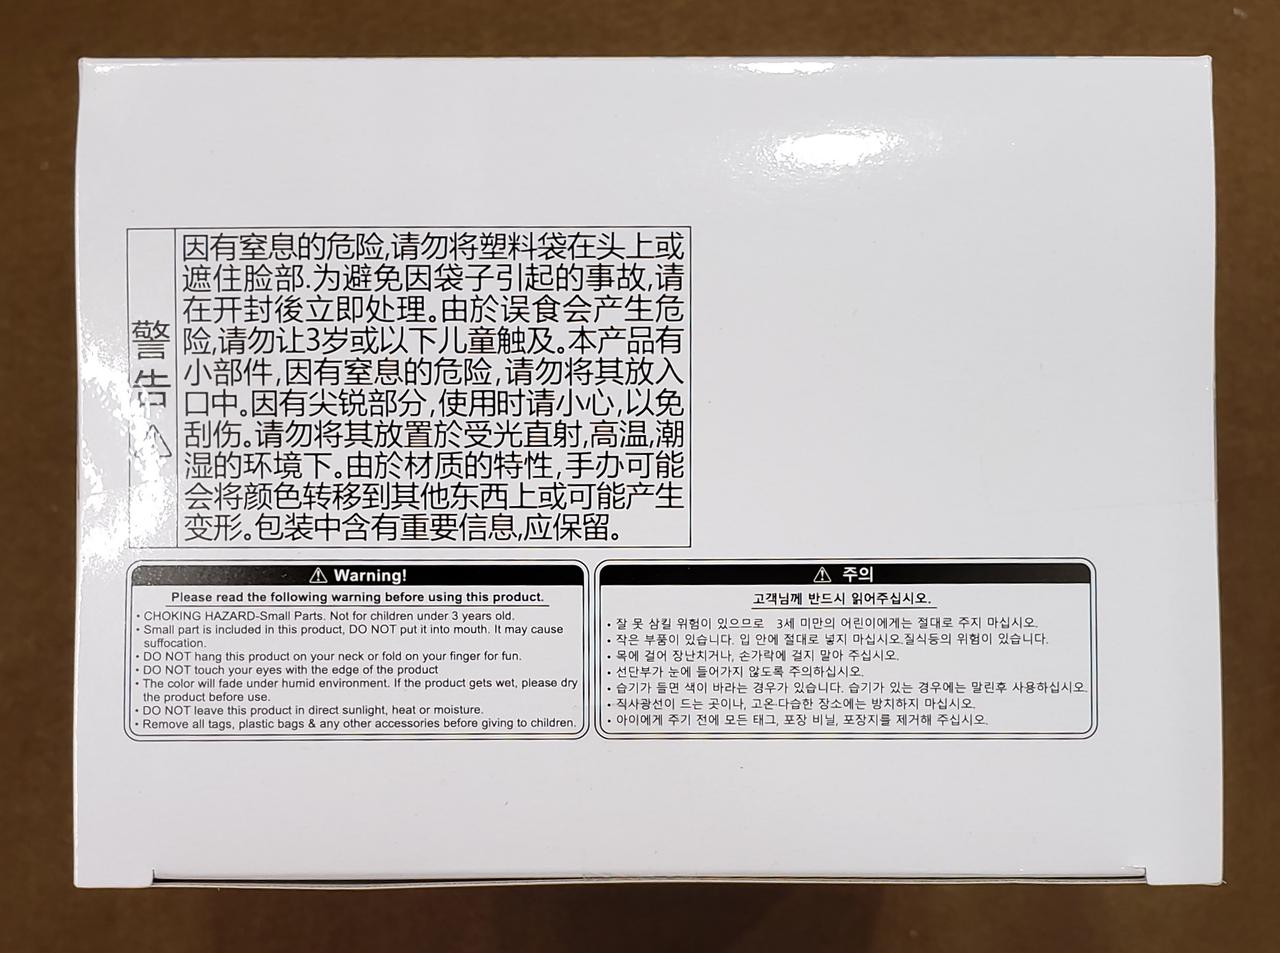 警告
因有窒息的危险,请勿将塑料袋在头上或
遮住脸部.为避免因袋子引起的事故,请
在开封後立即处理。由於误食会产生危
险,请勿让3岁或以下儿童触及。本产品有
小部件,因有窒息的危险,请勿将其放入
口中。因有尖锐部分,使用时请小心,以免
刮伤。请勿将其放置於受光直射,高温,潮
湿的环境下。由於材质的特性,手办可能
会将颜色转移到其他东西上或可能产生
变形。包装中含有重要信息,应保留。
Warning!
Please read the following warning before using this product.
• CHOKING HAZARD-Small Parts. Not for children under 3 years old.
• Small part is included in this product, DO NOT put it into mouth. It may cause
suffocation.
• DO NOT hang this product on your neck or fold on your finger for fun.
• DO NOT touch your eyes with the edge of the product
• The color will fade under humid environment. If the product gets wet, please dry
the product before use.
• DO NOT leave this product in direct sunlight, heat or moisture.
• Remove all tags, plastic bags & any other accessories before giving to children.
주의
고객님께 반드시 읽어주십시오.
• 잘 못 삼킬 위험이 있으므로 3세 미만의 어린이에게는 절대로 주지 마십시오.
• 작은 부품이 있습니다. 입 안에 절대로 넣지 마십시오.질식등의 위험이 있습니다.
• 목에 걸어 장난치거나, 손가락에 걸지 말아 주십시오.
• 선단부가 눈에 들어가지 않도록 주의하십시오.
• 습기가 들면 색이 바라는 경우가 있습니다. 습기가 있는 경우에는 말린후 사용하십시오.
• 직사광선이 드는 곳이나, 고온·다습한 장소에는 방치하지 마십시오.
• 아이에게 주기 전에 모든 태그, 포장 비닐, 포장지를 제거해 주십시오.